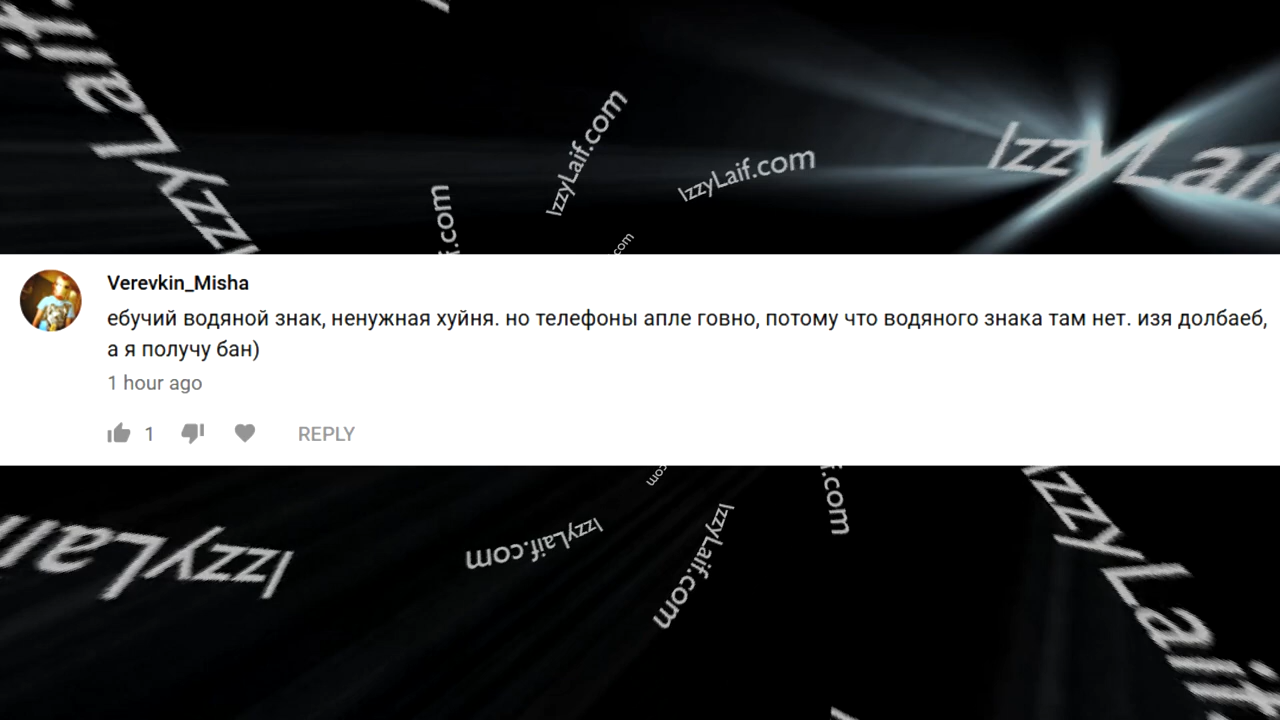 IzzyLaif
IzzyLaif.com
IzzyLaif.com
IzzyLaif
.com
.com
Verevkin_Misha
ебучий водяной знак, ненужная хуйня. но телефоны апле говно, потому что водяного знака там нет. изя долбаеб,
а я получу бан)
1 hour ago
1
REPLY
.com
IzzyLaif.com
IzzyLaif.com
IzzyLaif
IzzyLaif